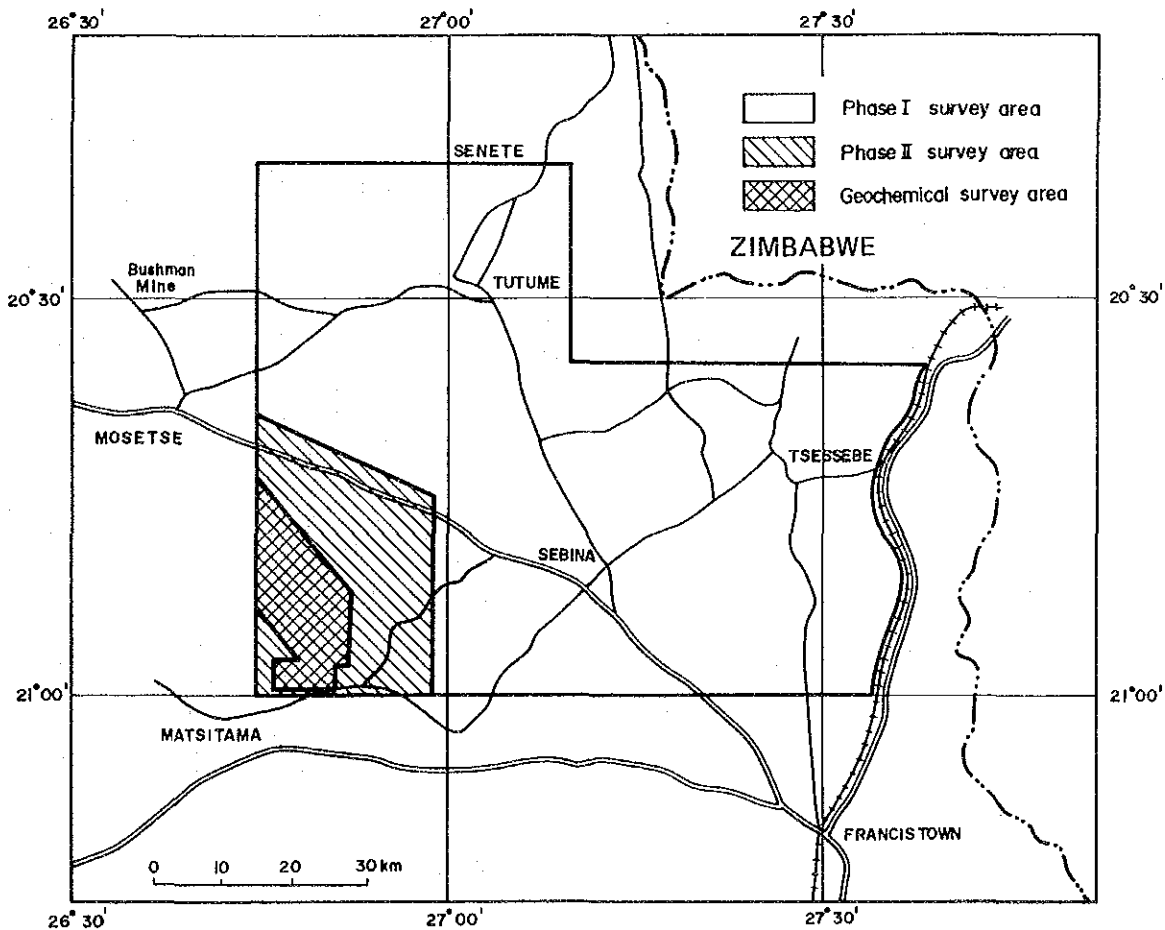 26° 30'
27° 00'
27° 30'
Phase I survey area
Phase II survey area
Geochemical survey area
SENETE
ZIMBABWE
Bushman
Mine
TUTUME
20° 30'
20° 30'
MOSETSE
TSESSEBE
SEBINA
21° 00'
21° 00'
MATSITAMA
FRANCISTOWN
0 10 20 30 km
26° 30'
27° 00'
27° 30'